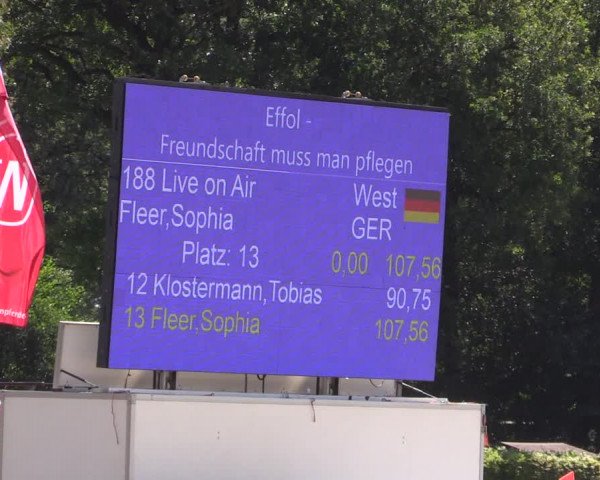 Effol -
Freundschaft muss man pflegen
188 Live on Air West
Fleer,Sophia GER
Platz: 13 0,00 107,56
12 Klostermann,Tobias 90,75
13 Fleer,Sophia 107,56